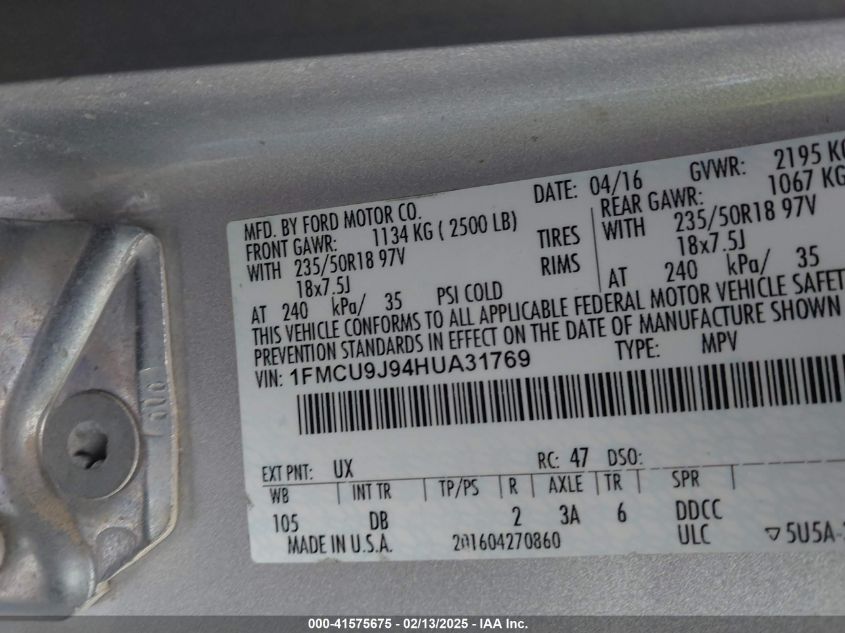 MFD. BY FORD MOTOR CO. DATE: 04/16 GVWR: 2195 KG
FRONT GAWR: 1134 KG ( 2500 LB) REAR GAWR: 1067 KG
WITH 235/50R18 97V TIRES WITH 235/50R18 97V
18x7.5J RIMS 18x7.5J
AT 240 kPa/ 35 PSI COLD AT 240 kPa/ 35
THIS VEHICLE CONFORMS TO ALL APPLICABLE FEDERAL MOTOR VEHICLE SAFET
PREVENTION STANDARDS IN EFFECT ON THE DATE OF MANUFACTURE SHOWN
VIN: 1FMCU9J94HUA31769 TYPE: MPV
EXT PNT: UX RC: 47 DSO:
WB INT TR TP/PS R AXLE TR SPR
105 DB 2 3A 6 DDCC
MADE IN U.S.A. 201604270860 ULC ▽5U5A-
000-41575675 - 02/13/2025 - IAA Inc.